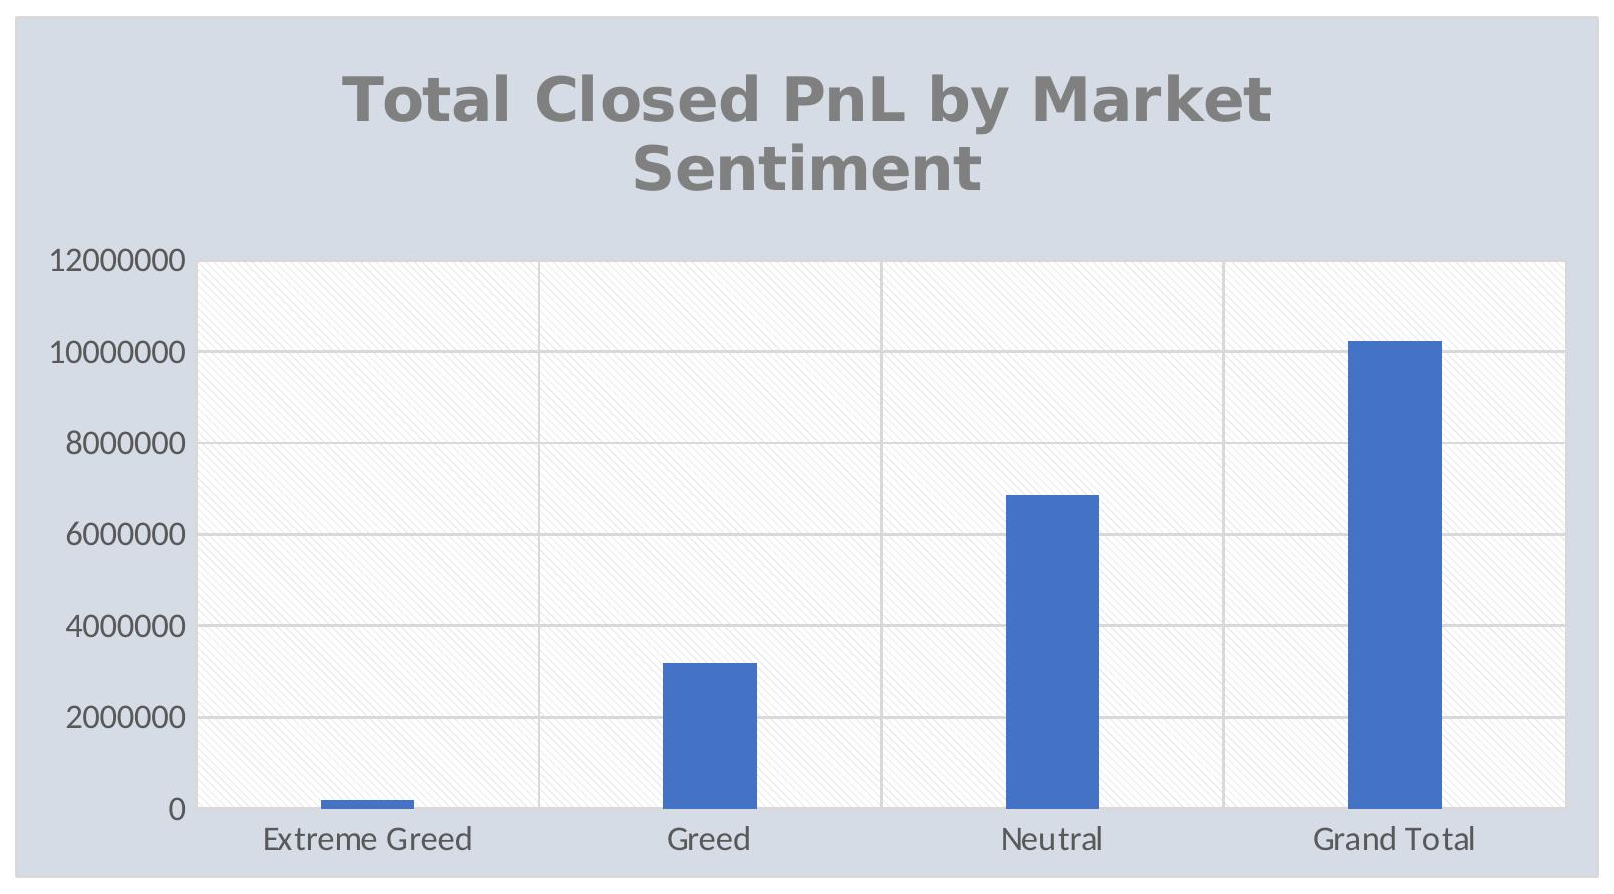 Total Closed PnL by Market
Sentiment
12000000
10000000
8000000
6000000
4000000
2000000
0
Extreme Greed
Greed
Neutral
Grand Total